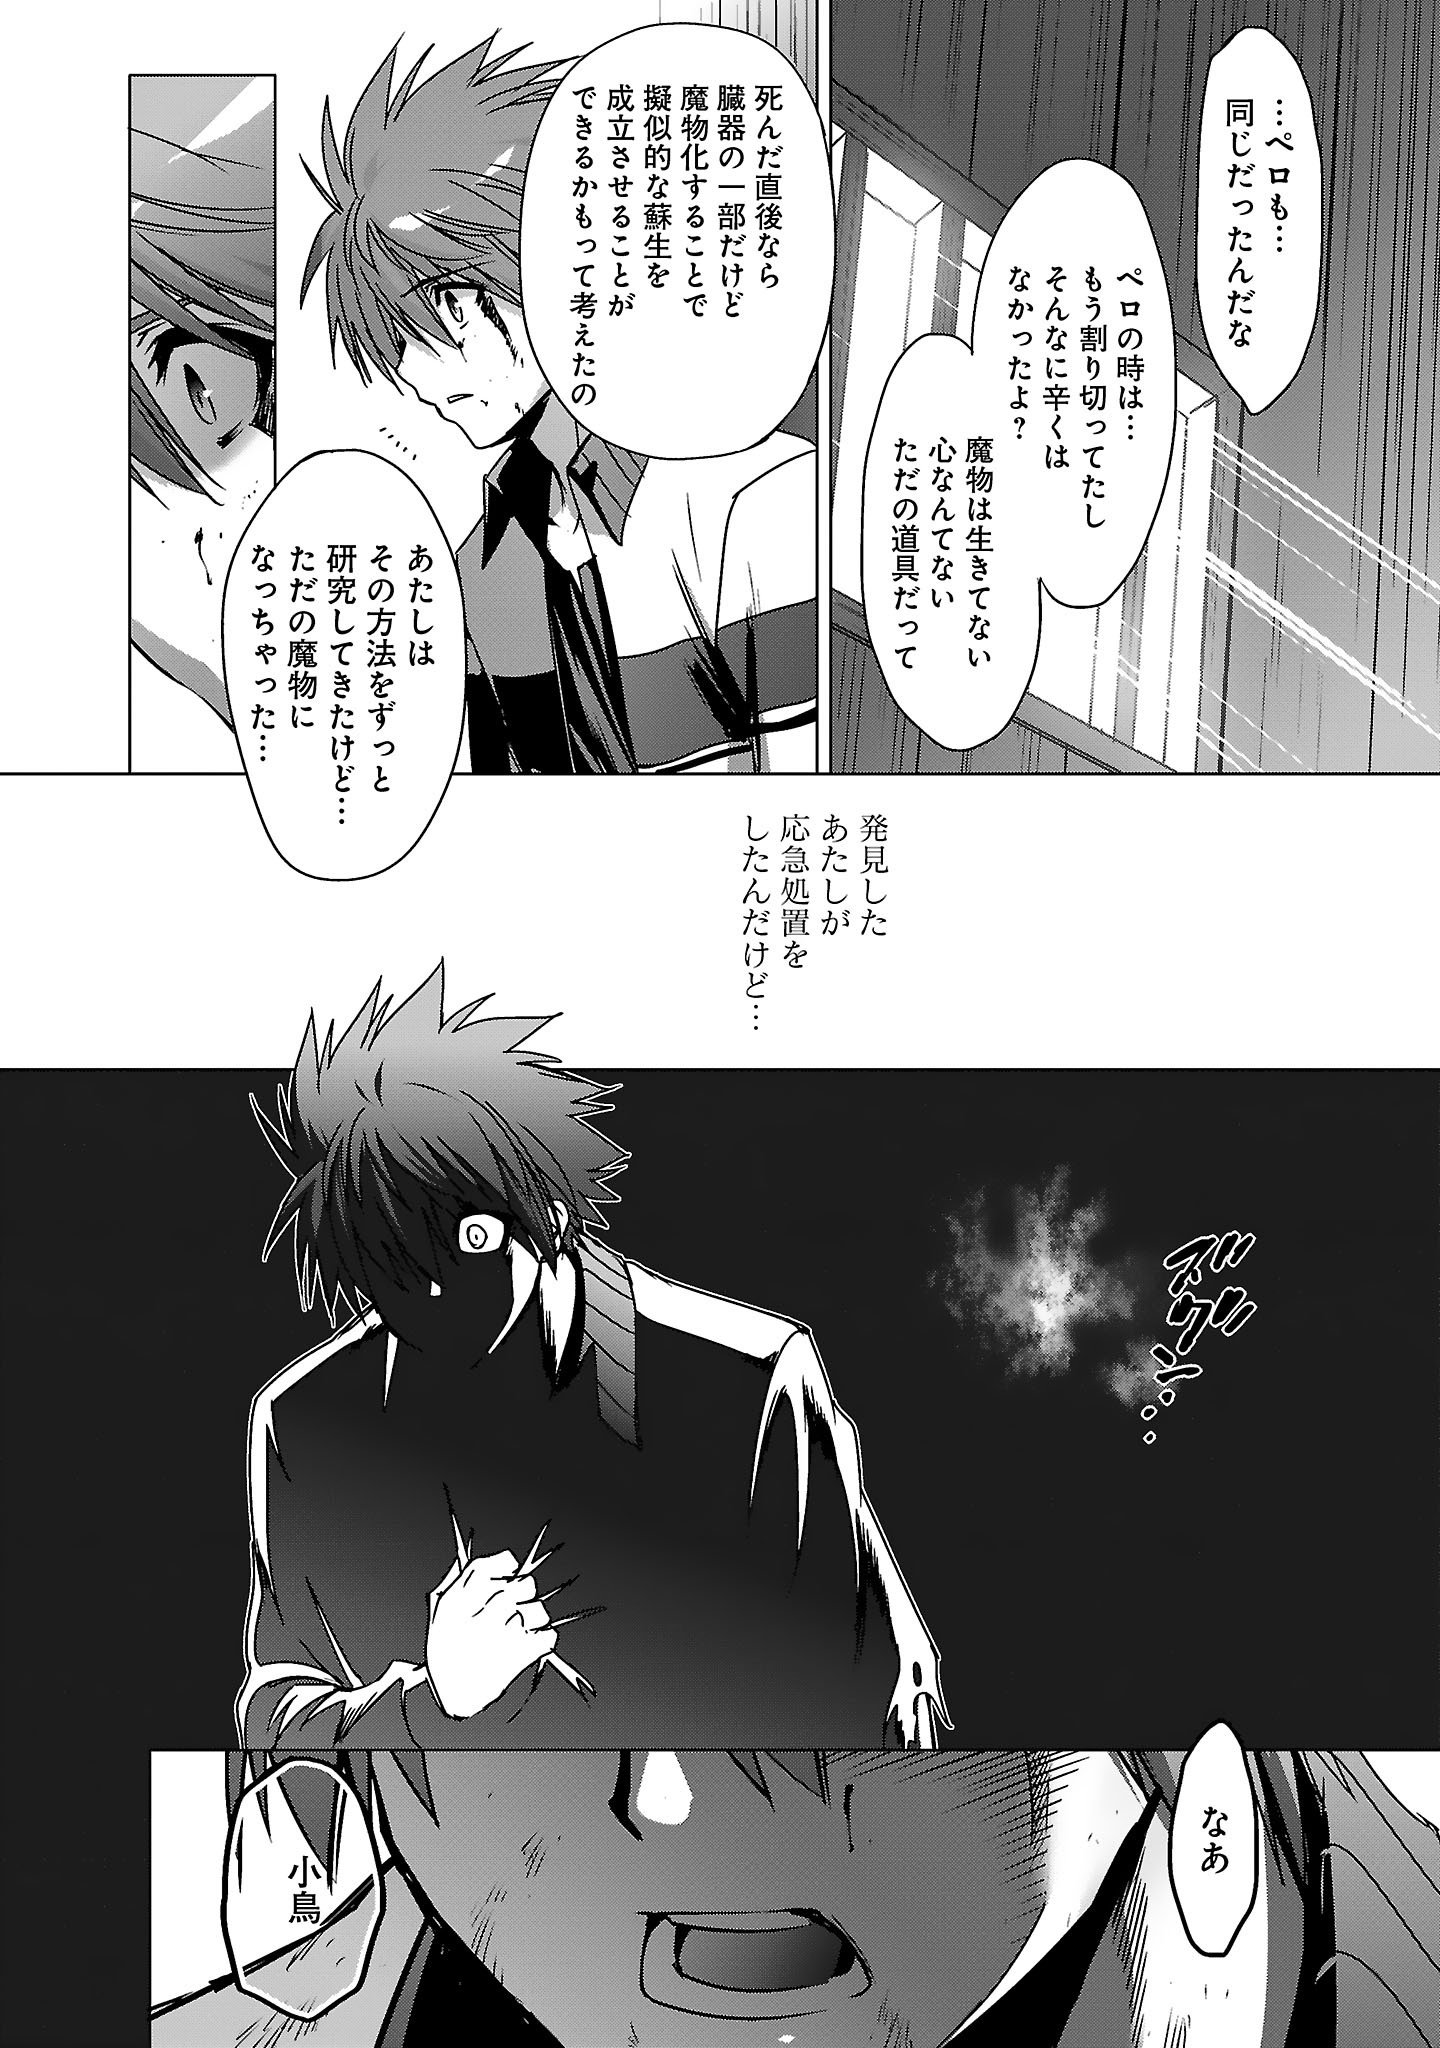 …ペロも…
同じだったんだな
ペロの時は…
もう割り切ってたし
そんなに辛くは
なかったよ?
魔物は生きてない
心なんてない
ただの道具だって
死んだ直後なら
臓器の一部だけど
魔物化することで
擬似的な蘇生を
成立させることが
できるかもって考えたの
あたしは
その方法をずっと
研究してきたけど…
ただの魔物に
なっちゃった…
発見した
あたしが
応急処置を
したんだけど…
ズクン…
なあ
小鳥